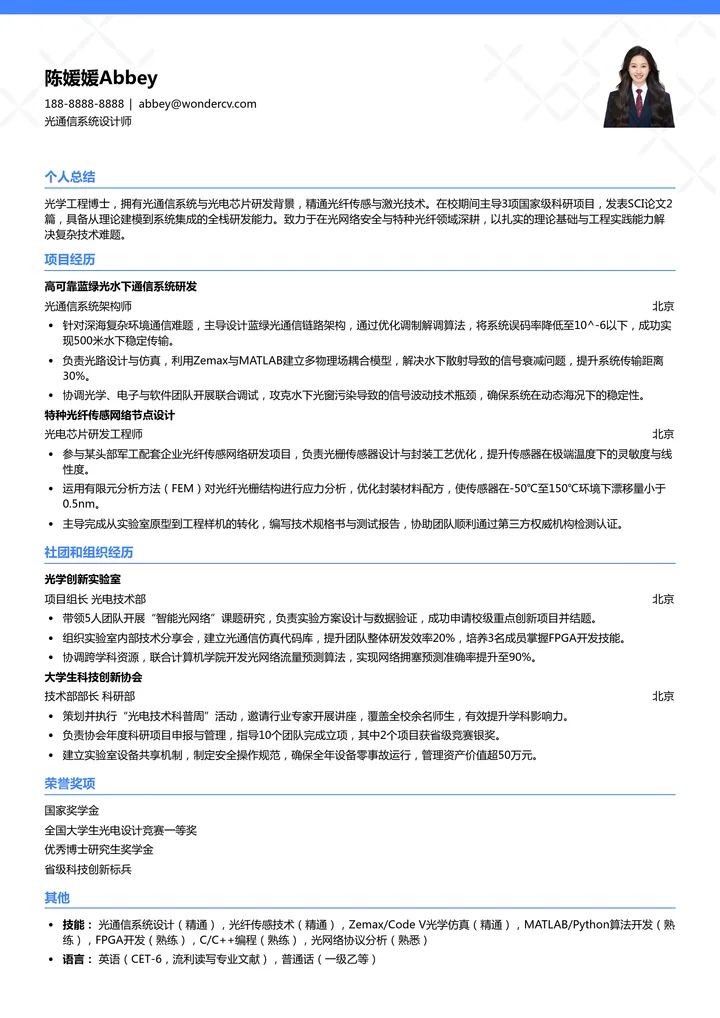 陈媛媛Abbey
188-8888-8888 | abbey@wondercv.com
光通信系统设计师
个人总结
光学工程博士，拥有光通信系统与光电芯片研发背景，精通光纤传感与激光技术。在校期间主导3项国家级科研项目，发表SCI论文2
篇，具备从理论建模到系统集成的全栈研发能力。致力于在光网络安全与特种光纤领域深耕，以扎实的理论基础与工程实践能力解
决复杂技术难题。
项目经历
高可靠蓝绿光水下通信系统研发
光通信系统架构师 北京
• 针对深海复杂环境通信难题，主导设计蓝绿光通信链路架构，通过优化调制解调算法，将系统误码率降低至10^-6以下，成功实
现500米水下稳定传输。
• 负责光路设计与仿真，利用Zemax与MATLAB建立多物理场耦合模型，解决水下散射导致的信号衰减问题，提升系统传输距离
30%。
• 协调光学、电子与软件团队开展联合调试，攻克水下光窗污染导致的信号波动技术瓶颈，确保系统在动态海况下的稳定性。
特种光纤传感网络节点设计
光电芯片研发工程师 北京
• 参与某头部军工配套企业光纤传感网络研发项目，负责光栅传感器设计与封装工艺优化，提升传感器在极端温度下的灵敏度与线
性度。
• 运用有限元分析方法（FEM）对光纤光栅结构进行应力分析，优化封装材料配方，使传感器在-50℃至150℃环境下漂移量小于
0.5nm。
• 主导完成从实验室原型到工程样机的转化，编写技术规格书与测试报告，协助团队顺利通过第三方权威机构检测认证。
社团和组织经历
光学创新实验室
项目组长 光电技术部 北京
• 带领5人团队开展“智能光网络”课题研究，负责实验方案设计与数据验证，成功申请校级重点创新项目并结题。
• 组织实验室内部技术分享会，建立光通信仿真代码库，提升团队整体研发效率20%，培养3名成员掌握FPGA开发技能。
• 协调跨学科资源，联合计算机学院开发光网络流量预测算法，实现网络拥塞预测准确率提升至90%。
大学生科技创新协会
技术部部长 科研部 北京
• 策划并执行“光电技术科普周”活动，邀请行业专家开展讲座，覆盖全校余名师生，有效提升学科影响力。
• 负责协会年度科研项目申报与管理，指导10个团队完成立项，其中2个项目获省级竞赛银奖。
• 建立实验室设备共享机制，制定安全操作规范，确保全年设备零事故运行，管理资产价值超50万元。
荣誉奖项
国家奖学金
全国大学生光电设计竞赛一等奖
优秀博士研究生奖学金
省级科技创新标兵
其他
• 技能： 光通信系统设计（精通），光纤传感技术（精通），Zemax/Code V光学仿真（精通），MATLAB/Python算法开发（熟
练），FPGA开发（熟练），C/C++编程（熟练），光网络协议分析（熟悉）
• 语言： 英语（CET-6，流利读写专业文献），普通话（一级乙等）